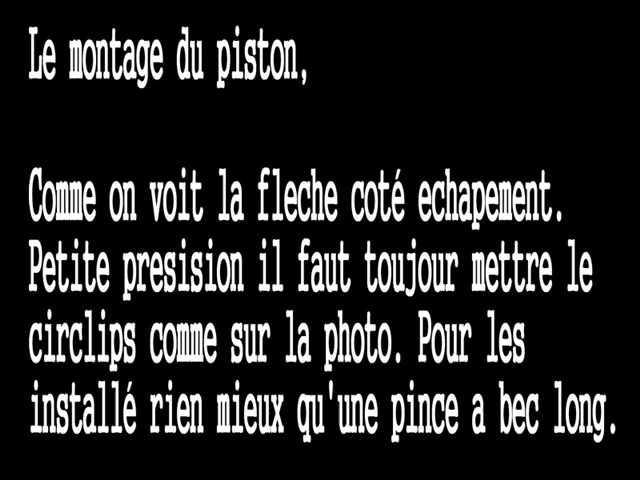 Le montage du piston,
Comme on voit la fleche coté echapement.
Petite presision il faut toujour mettre le
circlips comme sur la photo. Pour les
installé rien mieux qu'une pince a bec long.